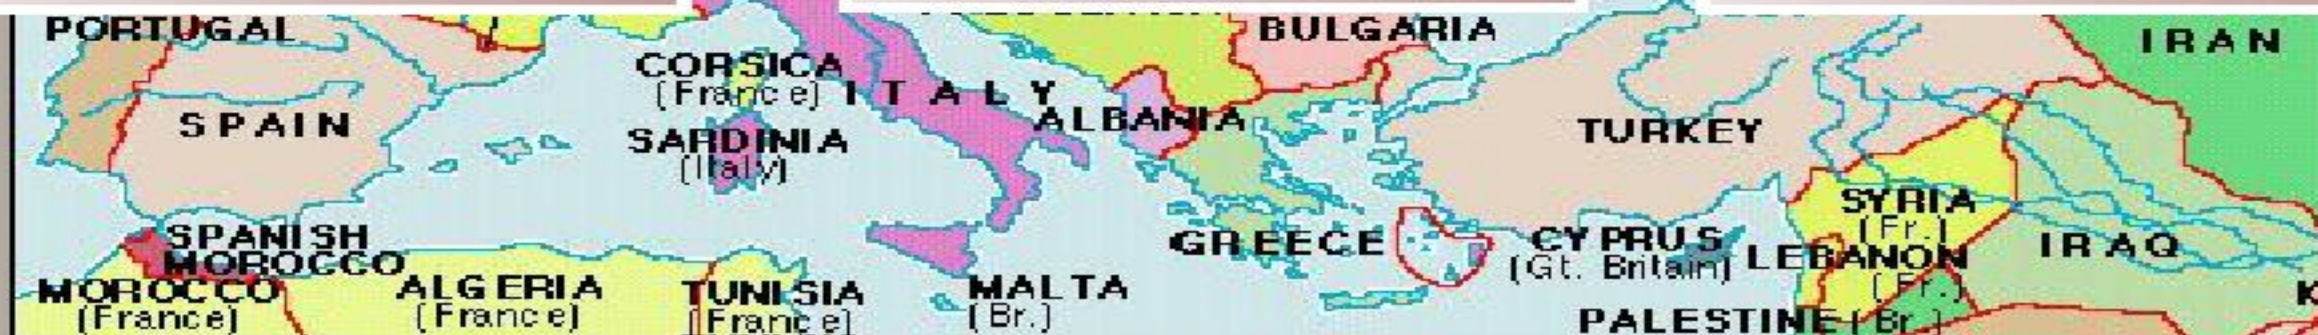 PORTUGAL
SPAIN
CORSICA
(France)
ITALY
SARDINIA
(Italy)
ALBANIA
BULGARIA
GREECE
TURKEY
IRAN
SYRIA
(Fr.)
IRAQ
CYPRUS
(Gt. Britain)
LEBANON
(Fr.)
PALESTINE (Br.)
SPANISH
MOROCCO
MOROCCO
(France)
ALGERIA
(France)
TUNISIA
(France)
MALTA
(Br.)
K